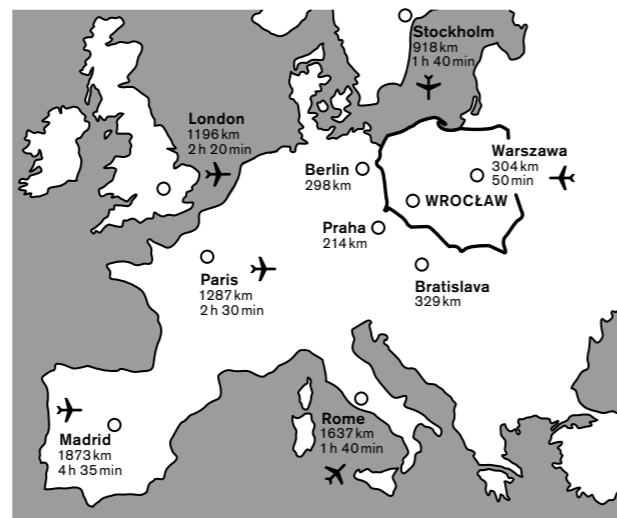 Stockholm
918 km
1 h 40 min
London
1196 km
2 h 20 min
Warszawa
304 km
50 min
Berlin
298 km
WROCŁAW
Praha
214 km
Paris
1287 km
2 h 30 min
Bratislava
329 km
Rome
1637 km
1 h 40 min
Madrid
1873 km
4 h 35 min